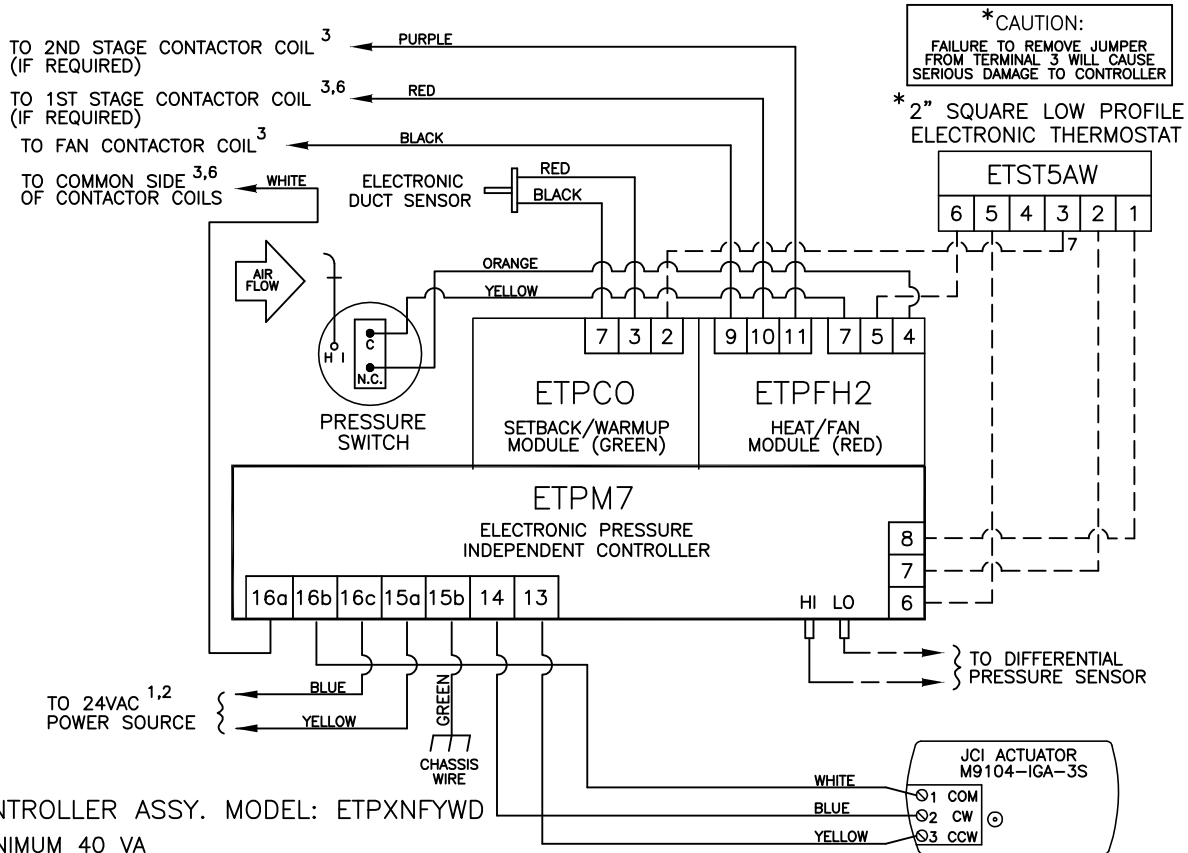 TO 2ND STAGE CONTACTOR COIL 3
(IF REQUIRED)
PURPLE
TO 1ST STAGE CONTACTOR COIL 3,6
(IF REQUIRED)
RED
TO FAN CONTACTOR COIL 3
BLACK
TO COMMON SIDE 3,6
OF CONTACTOR COILS
WHITE
ELECTRONIC
DUCT SENSOR
RED
BLACK
*CAUTION:
FAILURE TO REMOVE JUMPER
FROM TERMINAL 3 WILL CAUSE
SERIOUS DAMAGE TO CONTROLLER
*2" SQUARE LOW PROFILE
ELECTRONIC THERMOSTAT
ETST5AW
6 5 4 3 2 1
7
AIR
FLOW
ORANGE
YELLOW
H I
C
N.C.
PRESSURE
SWITCH
7 3 2
9 10 11
7 5 4
ETPCO
SETBACK/WARMUP
MODULE (GREEN)
ETPFH2
HEAT/FAN
MODULE (RED)
ETPM7
ELECTRONIC PRESSURE
INDEPENDENT CONTROLLER
8
7
6
16a 16b 16c 15a 15b 14 13
HI LO
TO DIFFERENTIAL
PRESSURE SENSOR
TO 24VAC 1,2
POWER SOURCE
BLUE
YELLOW
GREEN
CHASSIS
WIRE
JCI ACTUATOR
M9104-IGA-3S
WHITE
BLUE
YELLOW
1 COM
2 CW
3 CCW
NTROLLER ASSY. MODEL: ETPXNFYWD
NIMUM 40 VA